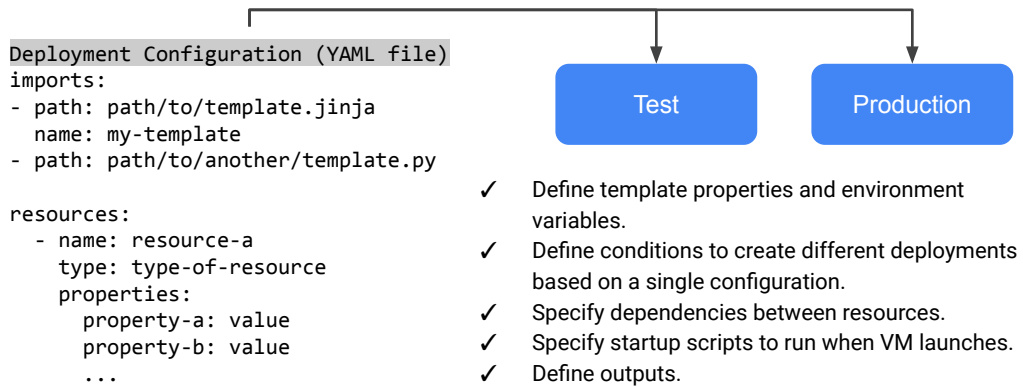 Deployment Configuration (YAML file)
imports:
- path: path/to/template.jinja
  name: my-template
- path: path/to/another/template.py

resources:
  - name: resource-a
    type: type-of-resource
    properties:
      property-a: value
      property-b: value
      ...
Test
Production
✓ Define template properties and environment
variables.
✓ Define conditions to create different deployments
based on a single configuration.
✓ Specify dependencies between resources.
✓ Specify startup scripts to run when VM launches.
✓ Define outputs.